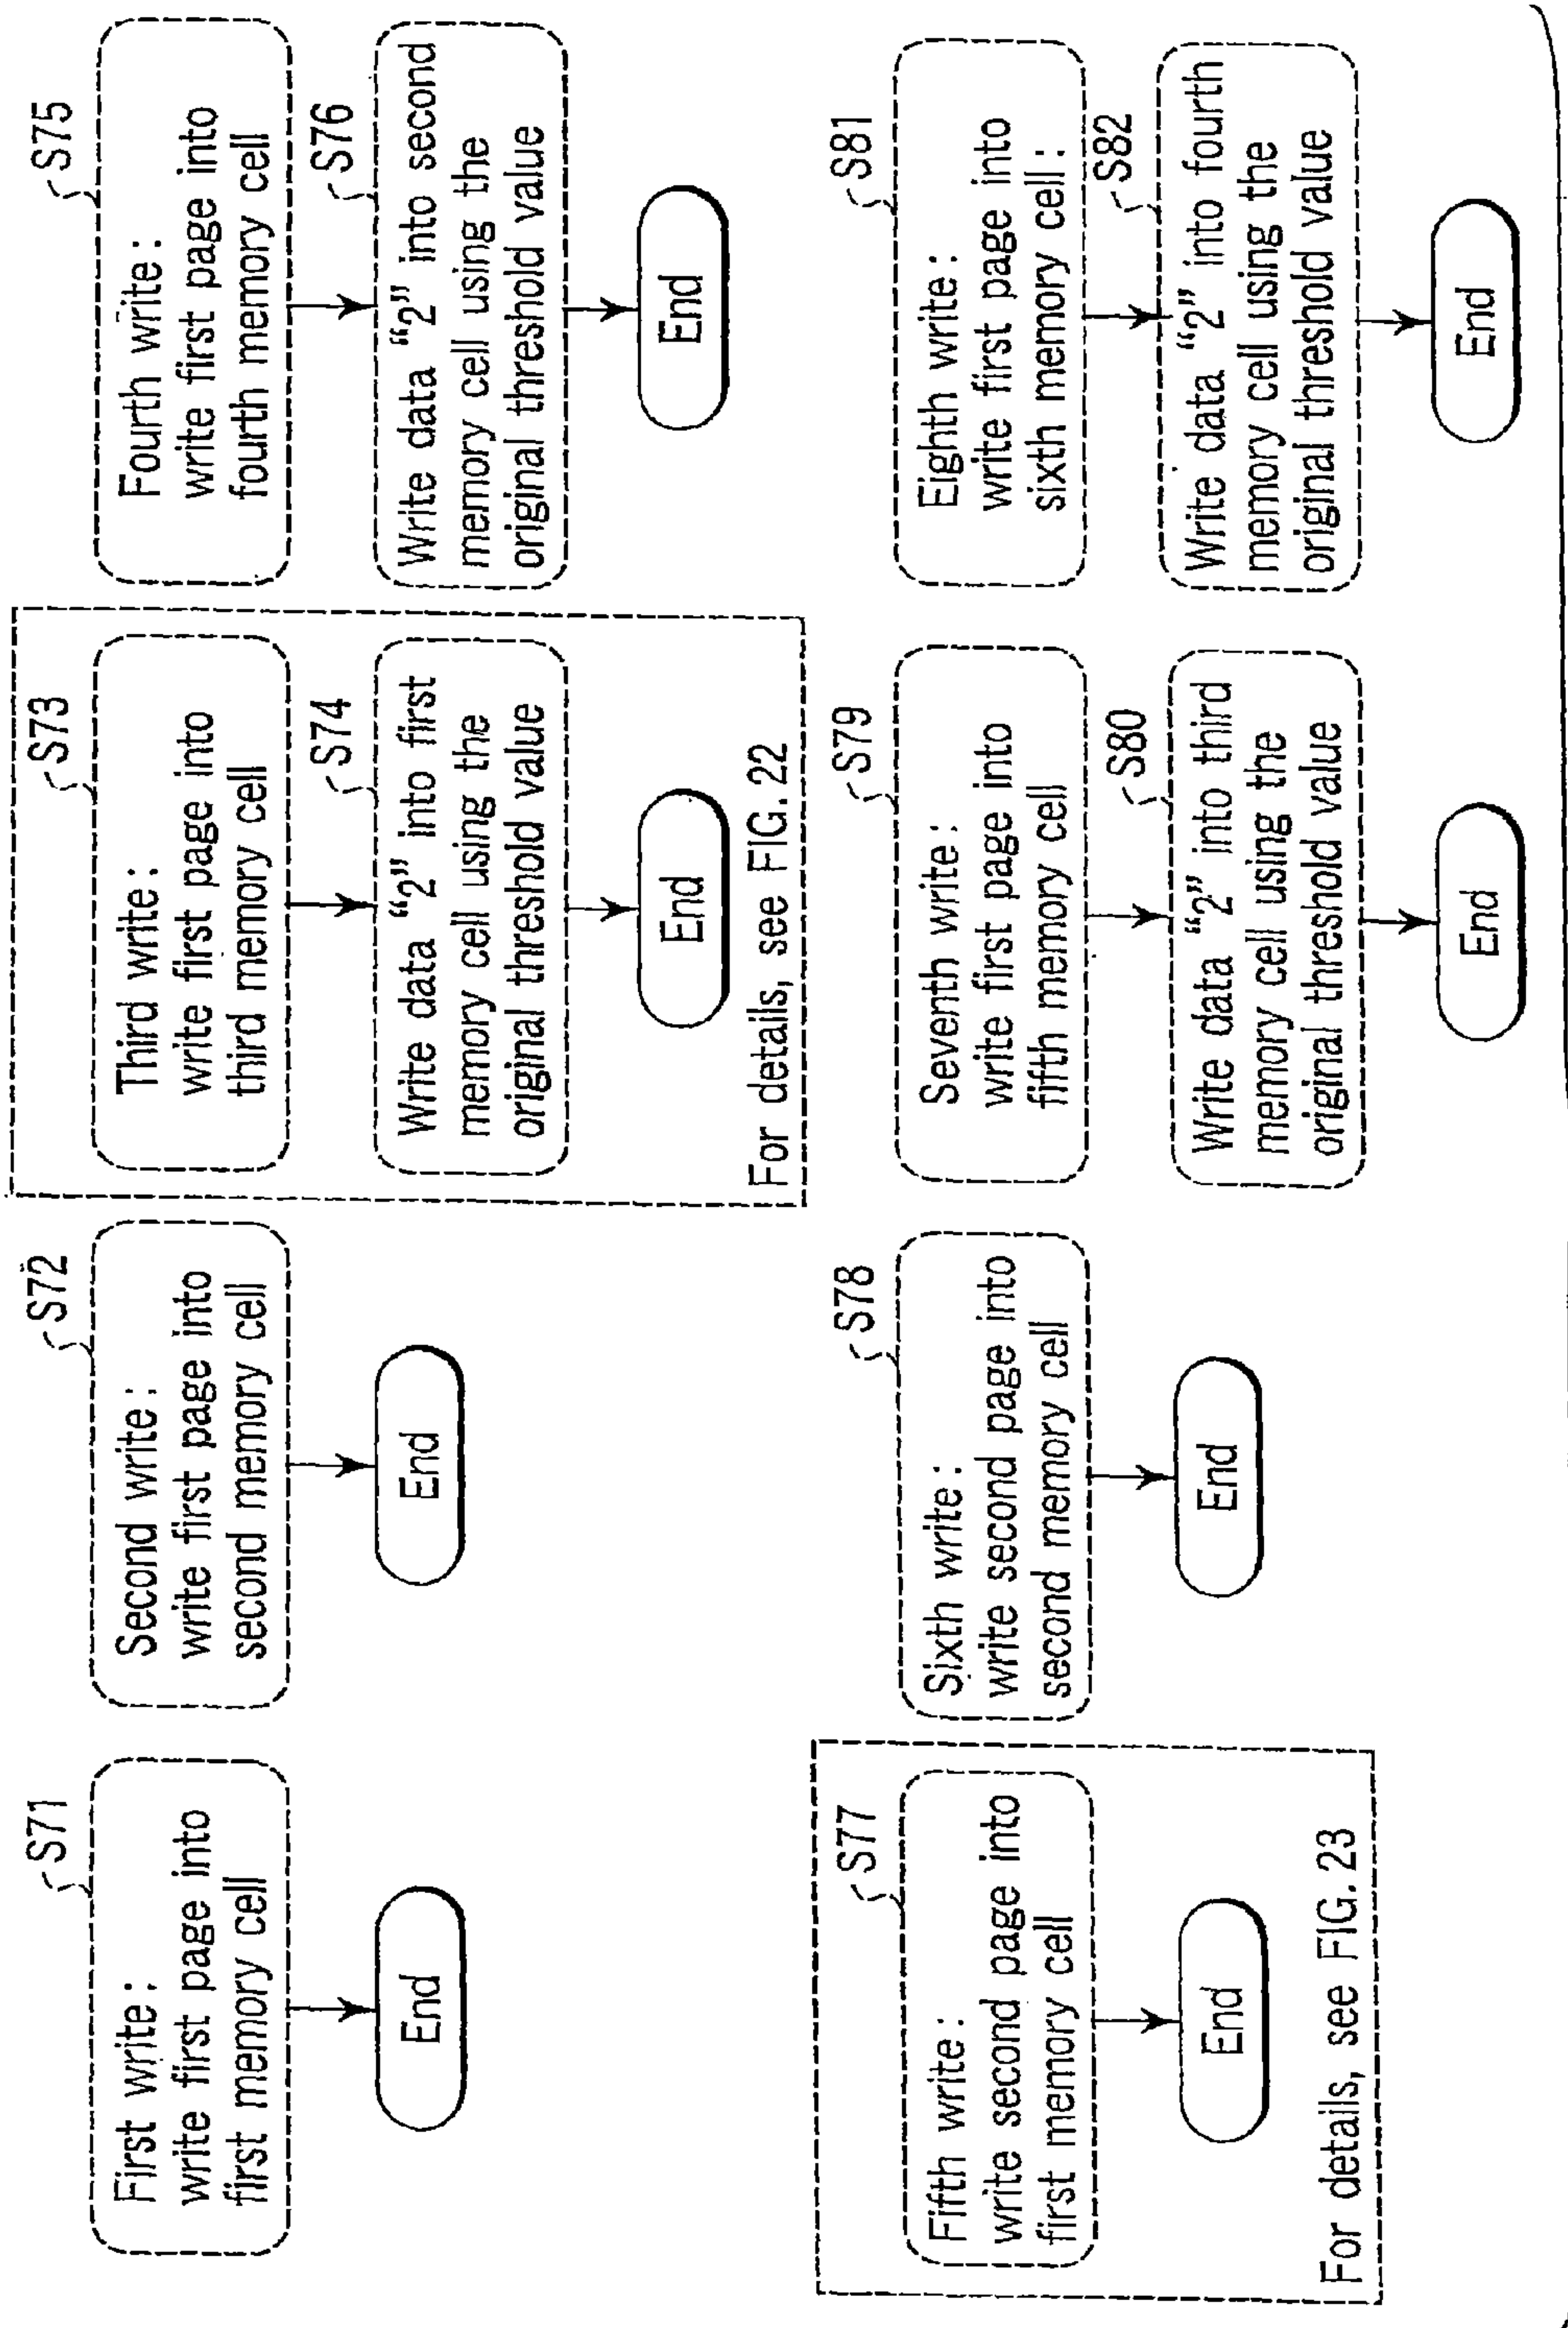 S71
First write :
write first page into
first memory cell
End
S72
Second write :
write first page into
second memory cell
End
S73
Third write :
write first page into
third memory cell
S74
Write data “2” into first
memory cell using the
original threshold value
End
For details, see FIG. 22
S75
Fourth write :
write first page into
fourth memory cell
S76
Write data “2” into second
memory cell using the
original threshold value
End
S77
Fifth write :
write second page into
first memory cell
End
For details, see FIG. 23
S78
Sixth write :
write second page into
second memory cell
End
S79
Seventh write :
write first page into
fifth memory cell
S80
Write data “2” into third
memory cell using the
original threshold value
End
S81
Eighth write :
write first page into
sixth memory cell :
S82
Write data “2” into fourth
memory cell using the
original threshold value
End